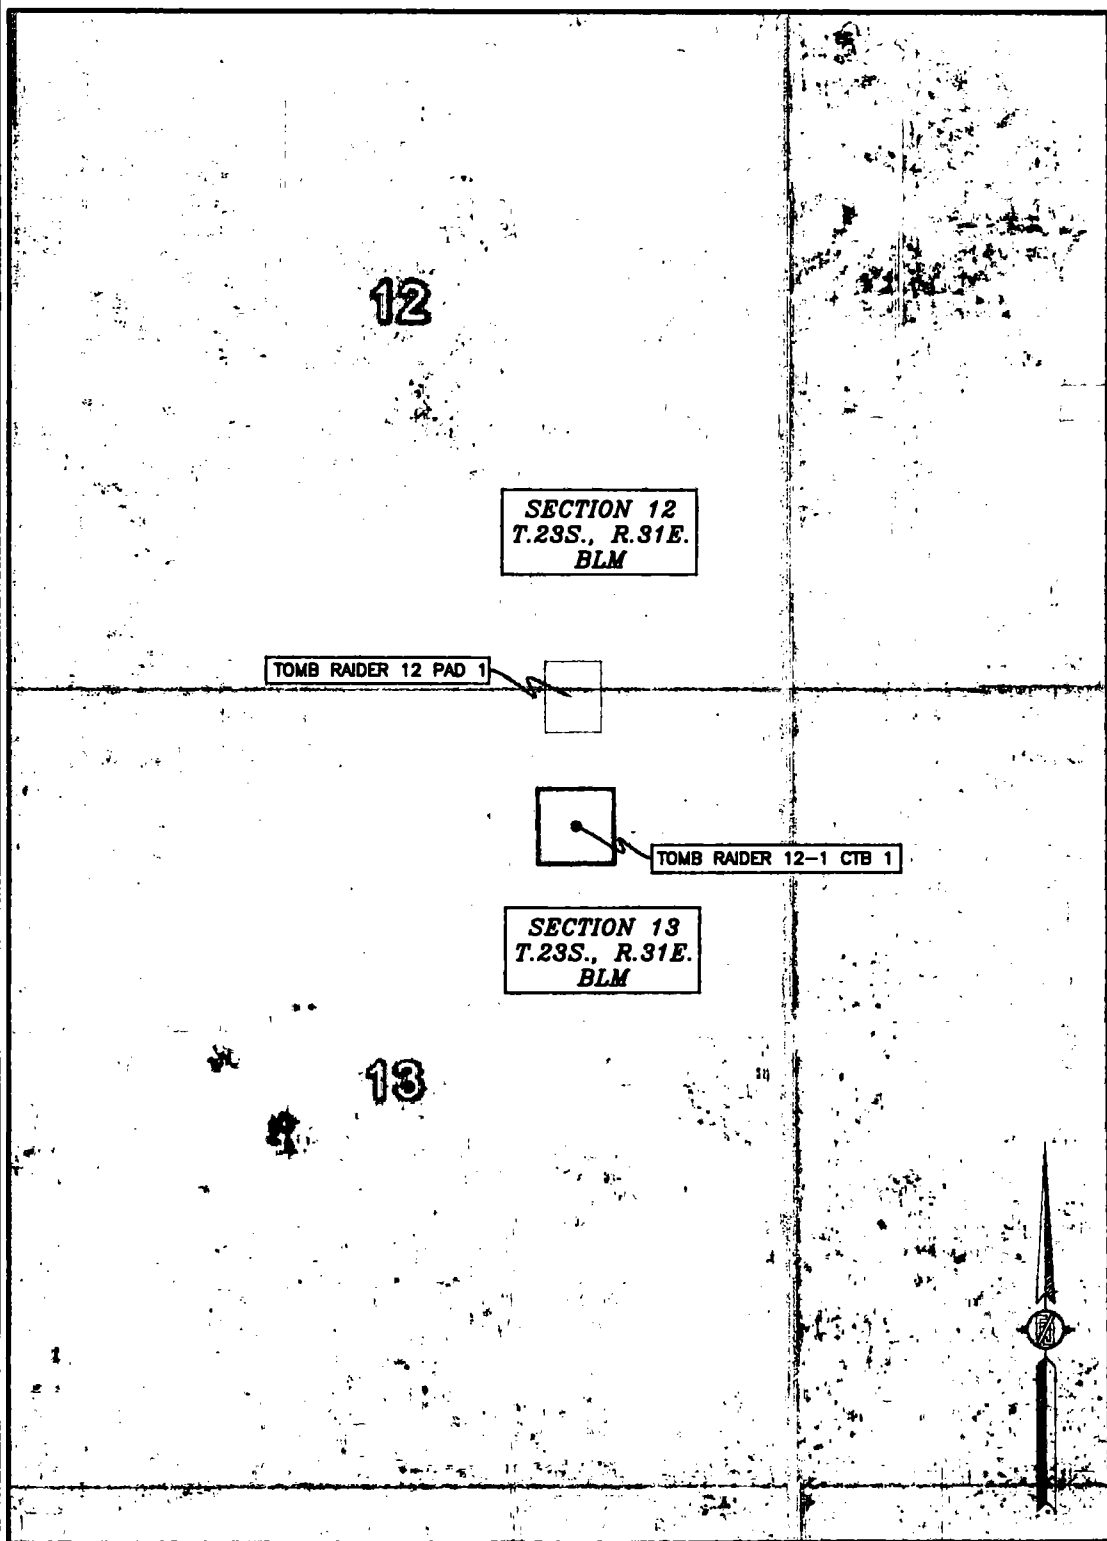 12
SECTION 12
T.23S., R.31E.
BLM
TOMB RAIDER 12 PAD 1
TOMB RAIDER 12-1 CTB 1
SECTION 13
T.23S., R.31E.
BLM
13